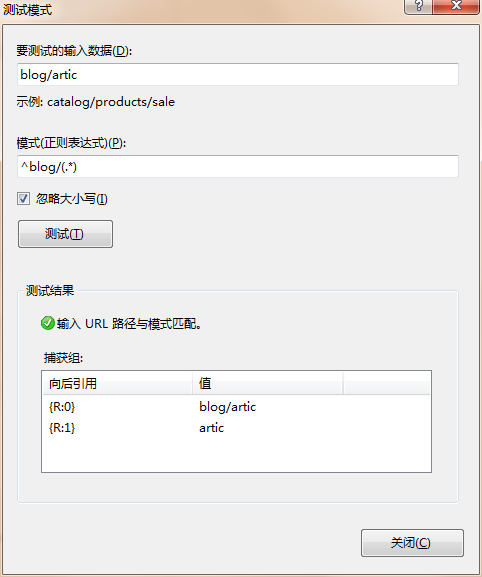 测试模式
要测试的输入数据(D):
blog/artic
示例: catalog/products/sale
模式(正则表达式)(P):
^blog/(.*)
忽略大小写(I)
测试(T)
测试结果
输入 URL 路径与模式匹配。
捕获组:
向后引用 值
{R:0} blog/artic
{R:1} artic
关闭(C)